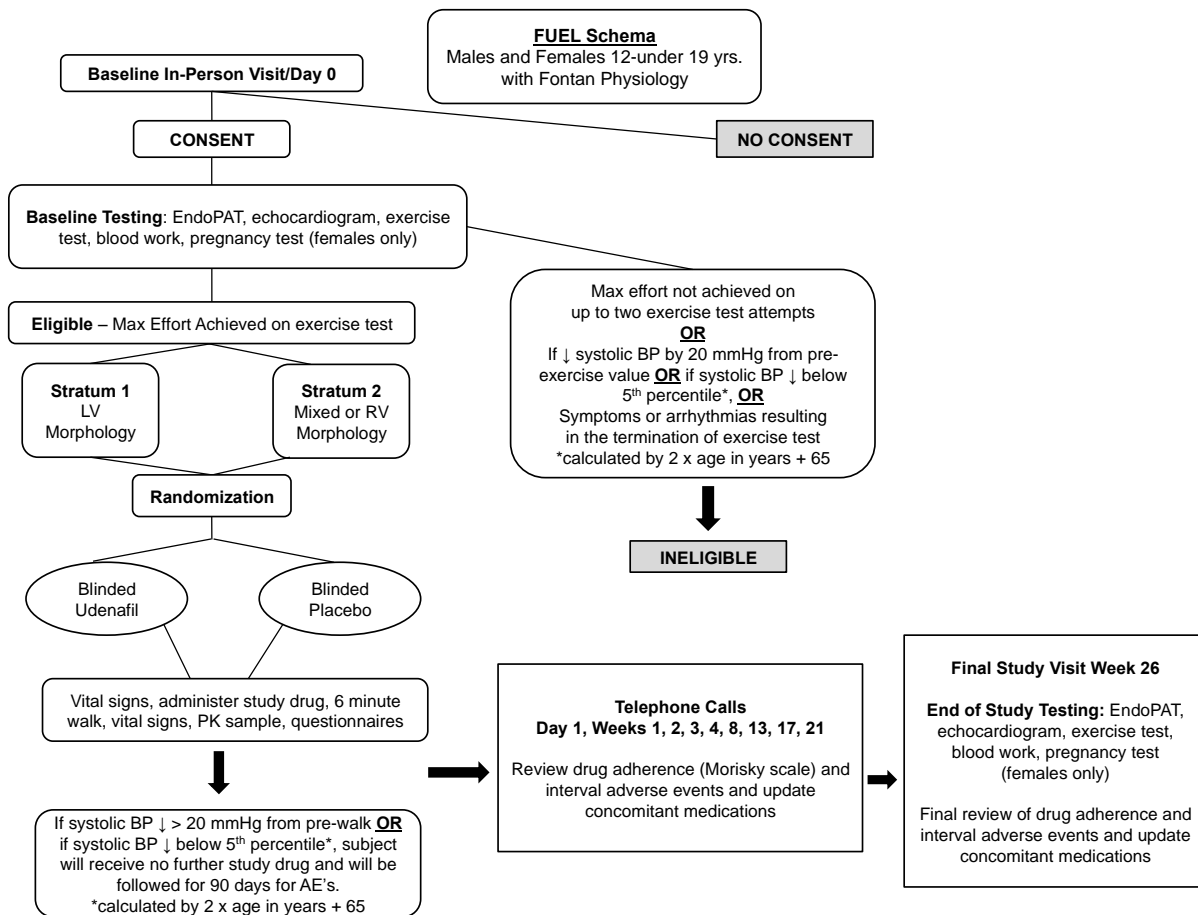 FUEL Schema
Males and Females 12-under 19 yrs.
with Fontan Physiology
Baseline In-Person Visit/Day 0
CONSENT
NO CONSENT
Baseline Testing: EndoPAT, echocardiogram, exercise
test, blood work, pregnancy test (females only)
Eligible – Max Effort Achieved on exercise test
Max effort not achieved on
up to two exercise test attempts
OR
If ↓ systolic BP by 20 mmHg from pre-
exercise value OR if systolic BP ↓ below
5th percentile*, OR
Symptoms or arrhythmias resulting
in the termination of exercise test
*calculated by 2 x age in years + 65
INELIGIBLE
Stratum 1
LV
Morphology
Stratum 2
Mixed or RV
Morphology
Randomization
Blinded
Udenafil
Blinded
Placebo
Vital signs, administer study drug, 6 minute
walk, vital signs, PK sample, questionnaires
If systolic BP ↓ > 20 mmHg from pre-walk OR
if systolic BP ↓ below 5th percentile*, subject
will receive no further study drug and will be
followed for 90 days for AE's.
*calculated by 2 x age in years + 65
Telephone Calls
Day 1, Weeks 1, 2, 3, 4, 8, 13, 17, 21
Review drug adherence (Morisky scale) and
interval adverse events and update
concomitant medications
Final Study Visit Week 26
End of Study Testing: EndoPAT,
echocardiogram, exercise test,
blood work, pregnancy test
(females only)
Final review of drug adherence and
interval adverse events and update
concomitant medications